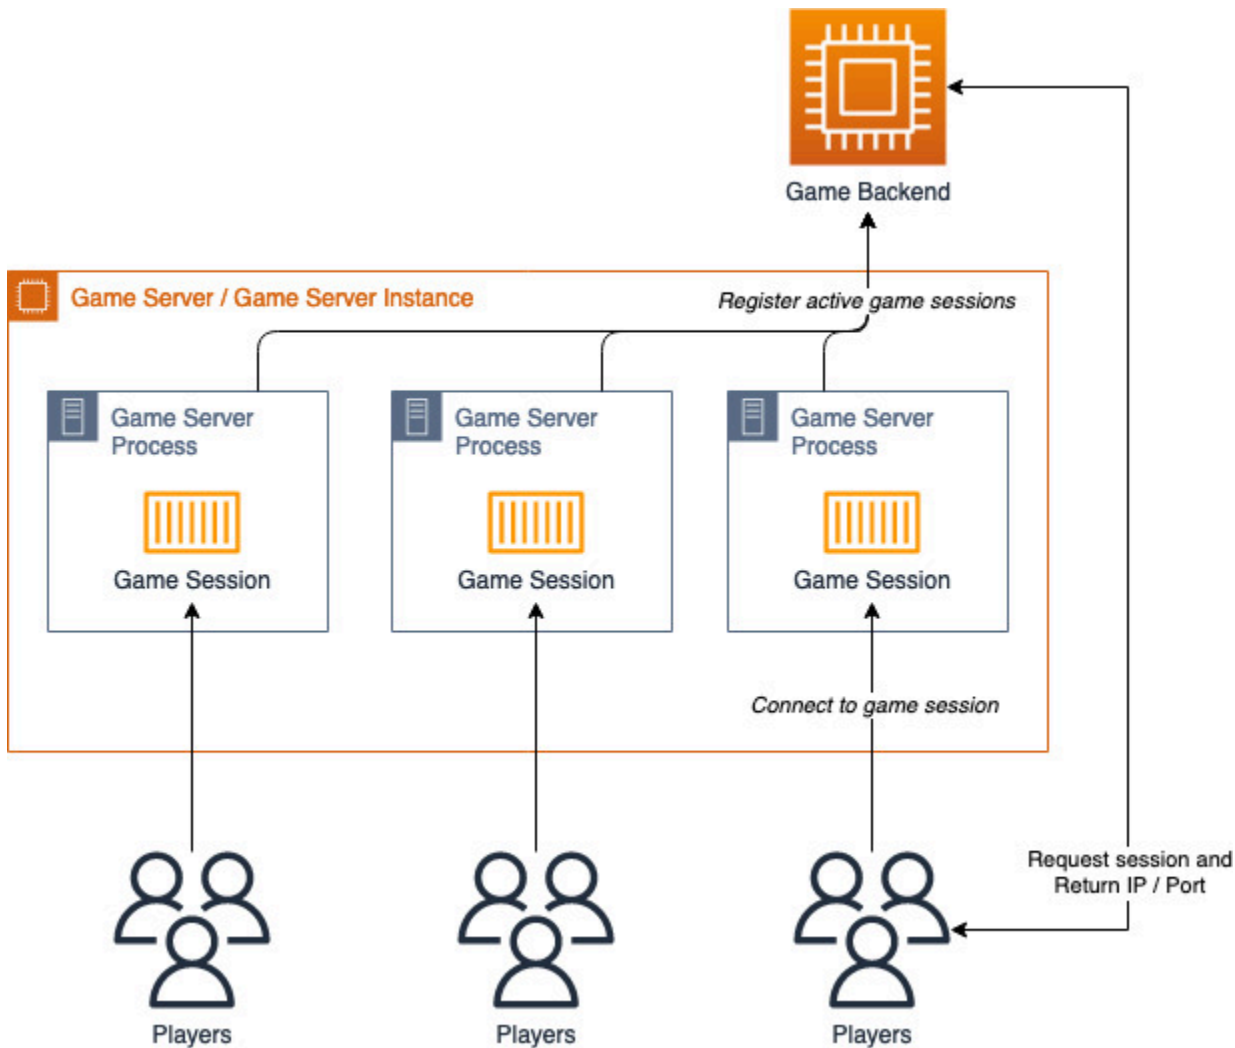 Game Backend
Game Server / Game Server Instance
Register active game sessions
Game Server
Process
Game Session
Game Server
Process
Game Session
Game Server
Process
Game Session
Connect to game session
Request session and
Return IP / Port
Players
Players
Players